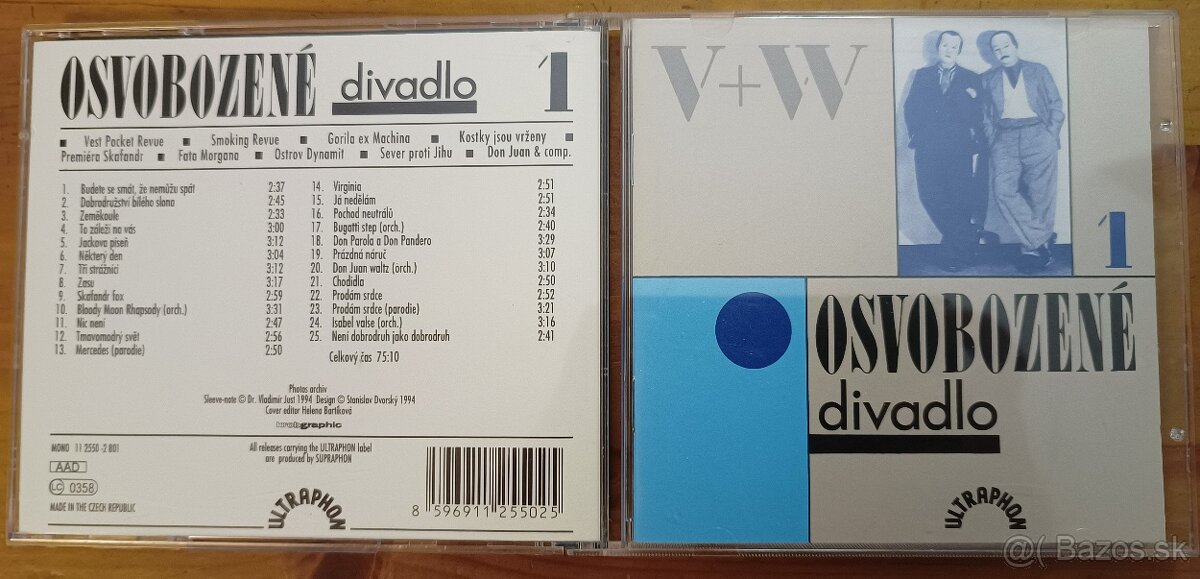 OSVOBOZENÉ divadlo 1
■ Vest Pocket Revue ■ Smoking Revue ■ Gorila ex Machina ■ Kostky jsou vrženy ■
Premiéra Skafandr ■ Fata Morgana ■ Ostrov Dynamit ■ Sever proti Jihu ■ Don Juan & comp.
1. Budete se smát, že nemůžu spát 2:37
2. Dobrodružství bílého slona 2:45
3. Zeměkoule 2:33
4. To záleží na vás 3:00
5. Jackova píseň 3:12
6. Některý den 3:04
7. Tři strážníci 3:12
8. Zasu 3:17
9. Skafandr fox 2:59
10. Bloody Moon Rhapsody (orch.) 3:31
11. Nic není 2:47
12. Tmavomodrý svět 2:56
13. Mercedes (parodie) 2:50
14. Virginia 2:51
15. Já nedělám 2:51
16. Pochod neutrálů 2:34
17. Bugatti step (orch.) 2:40
18. Don Parola a Don Pandero 3:29
19. Prázdná náruč 3:07
20. Don Juan waltz (orch.) 3:10
21. Chodidla 2:50
22. Prodám srdce 2:52
23. Prodám srdce (parodie) 3:21
24. Isabel valse (orch.) 3:16
25. Není dobrodruh jako dobrodruh 2:41
Celkový čas 75:10
Photos archiv
Sleeve-note © Dr. Vladimír Just 1994 Design © Stanislav Dvorský 1994
Cover editor Helena Bartíková
MONO 11 2550-2 801
AAD
LC 0358
MADE IN THE CZECH REPUBLIC
All releases carrying the ULTRAPHON label
are produced by SUPRAPHON
ULTRAPHON
8 596911 255025
V+W
1
OSVOBOZENÉ
divadlo
ULTRAPHON
@( Bazos.sk